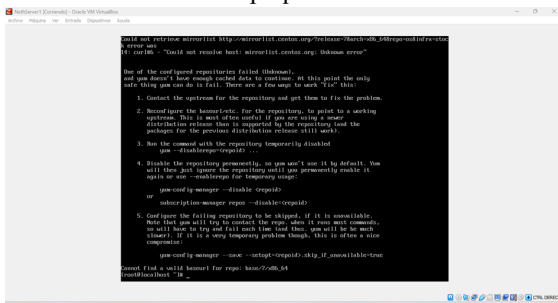 NethServer1 [Corriendo] - Oracle VM VirtualBox
Archivo Máquina Ver Entrada Dispositivos Ayuda
Could not retrieve mirrorlist http://mirrorlist.centos.org/?release=7&arch=x86_64&repo=os&infra=stoc
k error was
14: curl#6 - "Could not resolve host: mirrorlist.centos.org; Unknown error"
One of the configured repositories failed (Unknown),
and yum doesn't have enough cached data to continue. At this point the only
safe thing yum can do is fail. There are a few ways to work "fix" this:
1. Contact the upstream for the repository and get them to fix the problem.
2. Reconfigure the baseurl/etc. for the repository, to point to a working
upstream. This is most often useful if you are using a newer
distribution release than is supported by the repository (and the
packages for the previous distribution release still work).
3. Run the command with the repository temporarily disabled
yum --disablerepo=<repoid> ...
4. Disable the repository permanently, so yum won't use it by default. Yum
will then just ignore the repository until you permanently enable it
again or use --enablerepo for temporary usage:
yum-config-manager --disable <repoid>
or
subscription-manager repos --disable=<repoid>
5. Configure the failing repository to be skipped, if it is unavailable.
Note that yum will try to contact the repo. when it runs most commands,
so will have to try and fail each time (and thus. yum will be be much
slower). If it is a very temporary problem though, this is often a nice
compromise:
yum-config-manager --save --setopt=<repoid>.skip_if_unavailable=true
Cannot find a valid baseurl for repo: base/7/x86_64
[root@localhost ~]# _
CTRL DEREC